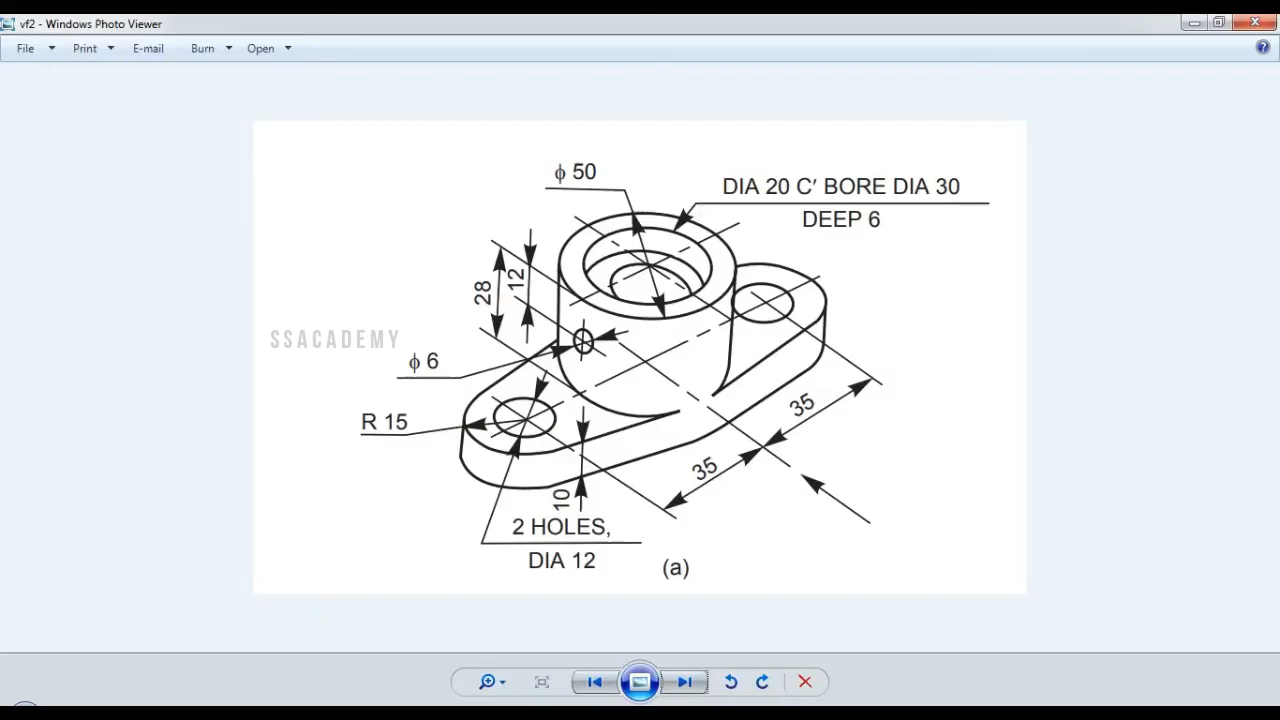 vf2 - Windows Photo Viewer
File Print E-mail Burn Open
ϕ 50
DIA 20 C′ BORE DIA 30
DEEP 6
28
12
SSACADEMY
ϕ 6
R 15
35
35
10
2 HOLES,
DIA 12
(a)